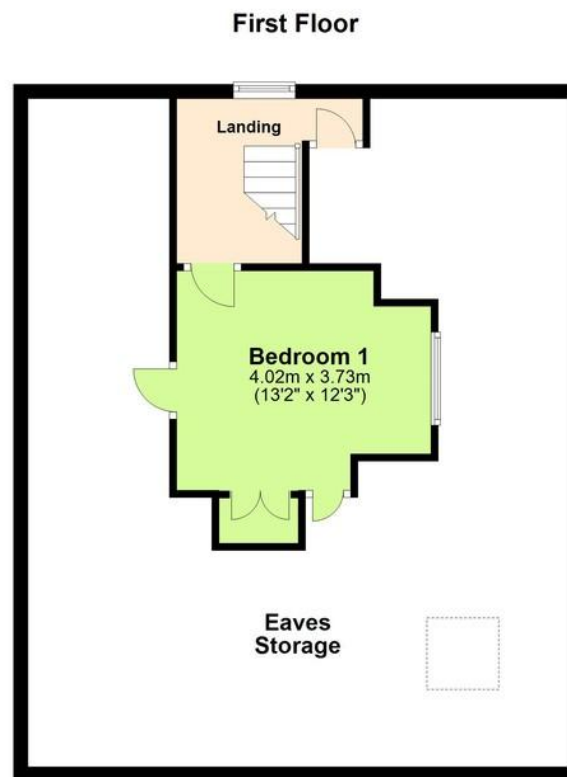 First Floor
Landing
Bedroom 1
4.02m x 3.73m
(13'2" x 12'3")
Eaves
Storage